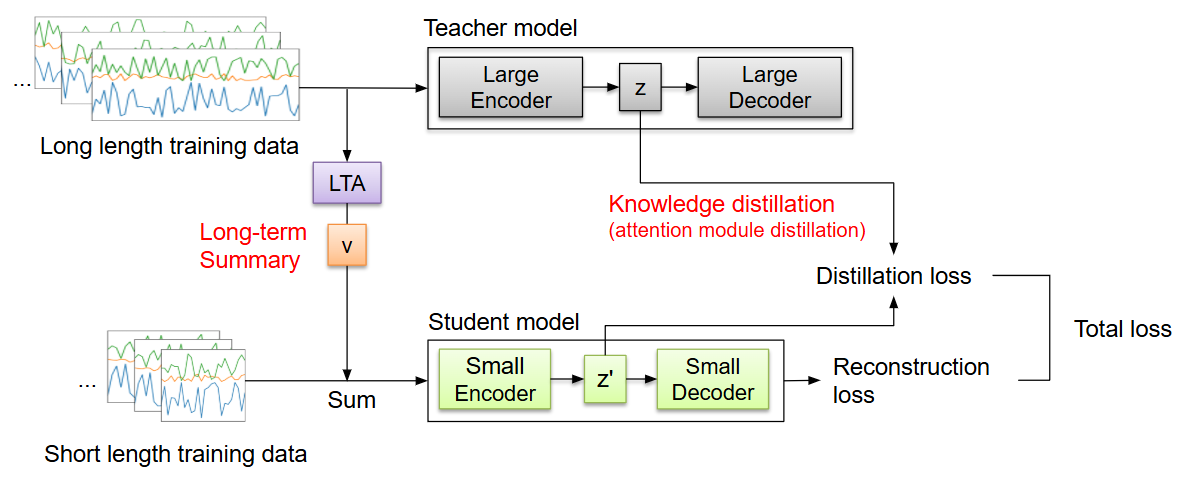 Teacher model
...
Large
Encoder
z
Large
Decoder
Long length training data
LTA
Knowledge distillation
(attention module distillation)
Long-term
Summary
v
Distillation loss
Student model
Total loss
...
Small
Encoder
z'
Small
Decoder
Reconstruction
loss
Sum
Short length training data